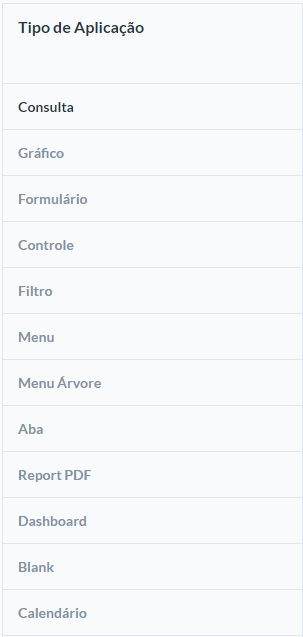 Tipo de Aplicação
Consulta
Gráfico
Formulário
Controle
Filtro
Menu
Menu Árvore
Aba
Report PDF
Dashboard
Blank
Calendário